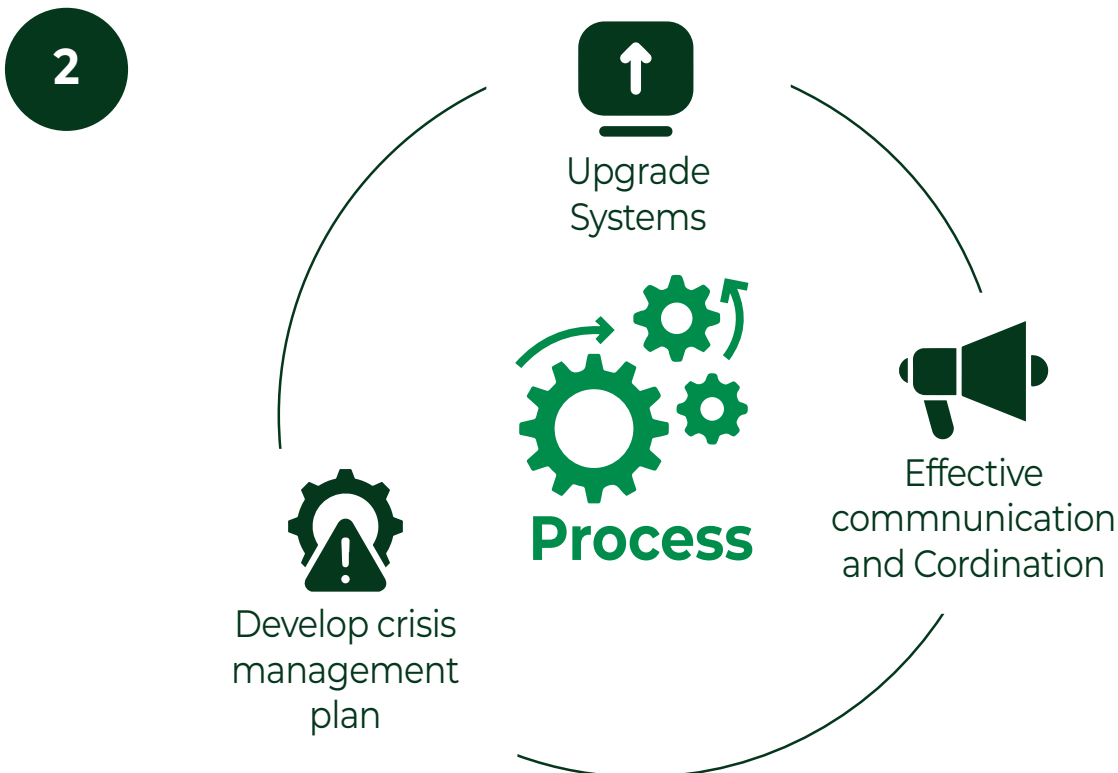 2
Upgrade
Systems
Process
Effective
commnunication
and Cordination
Develop crisis
management
plan